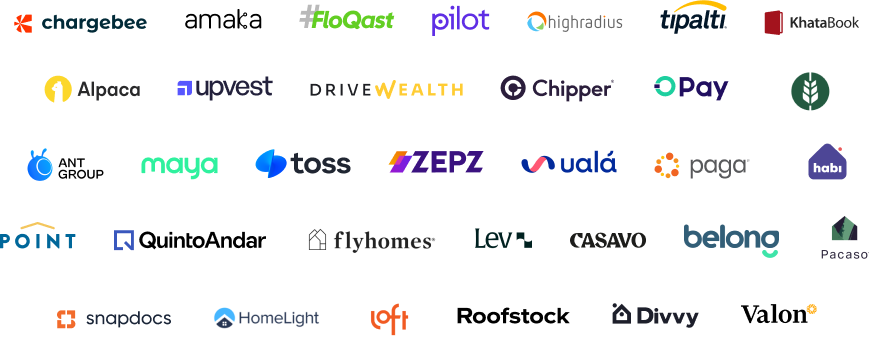 chargebee amaka #FloQast pilot highradius tipalti. KhataBook
Alpaca upvest DRIVEWEALTH Chipper OPay
ANT GROUP maya toss ZEPZ ualá paga habi
POINT QuintoAndar flyhomes Lev CASAVO belong Pacaso
snapdocs HomeLight loft Roofstock Divvy Valon